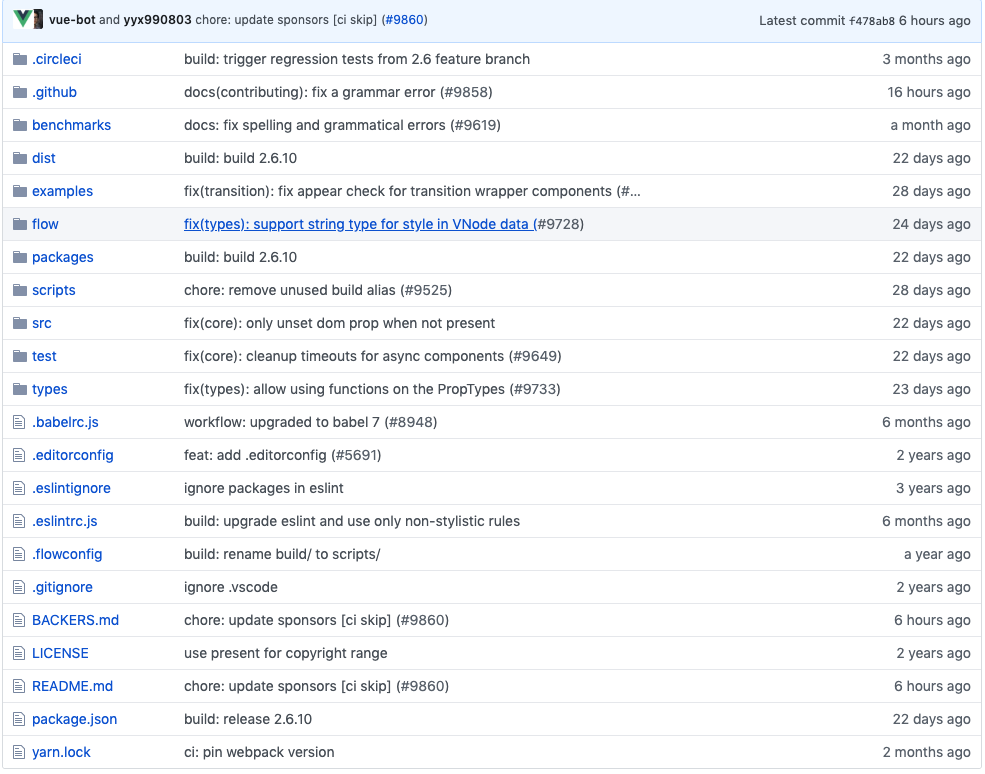 vue-bot and yyx990803 chore: update sponsors [ci skip] (#9860) Latest commit f478ab8 6 hours ago
.circleci build: trigger regression tests from 2.6 feature branch 3 months ago
.github docs(contributing): fix a grammar error (#9858) 16 hours ago
benchmarks docs: fix spelling and grammatical errors (#9619) a month ago
dist build: build 2.6.10 22 days ago
examples fix(transition): fix appear check for transition wrapper components (#... 28 days ago
flow fix(types): support string type for style in VNode data (#9728) 24 days ago
packages build: build 2.6.10 22 days ago
scripts chore: remove unused build alias (#9525) 28 days ago
src fix(core): only unset dom prop when not present 22 days ago
test fix(core): cleanup timeouts for async components (#9649) 22 days ago
types fix(types): allow using functions on the PropTypes (#9733) 23 days ago
.babelrc.js workflow: upgraded to babel 7 (#8948) 6 months ago
.editorconfig feat: add .editorconfig (#5691) 2 years ago
.eslintignore ignore packages in eslint 3 years ago
.eslintrc.js build: upgrade eslint and use only non-stylistic rules 6 months ago
.flowconfig build: rename build/ to scripts/ a year ago
.gitignore ignore .vscode 2 years ago
BACKERS.md chore: update sponsors [ci skip] (#9860) 6 hours ago
LICENSE use present for copyright range 2 years ago
README.md chore: update sponsors [ci skip] (#9860) 6 hours ago
package.json build: release 2.6.10 22 days ago
yarn.lock ci: pin webpack version 2 months ago